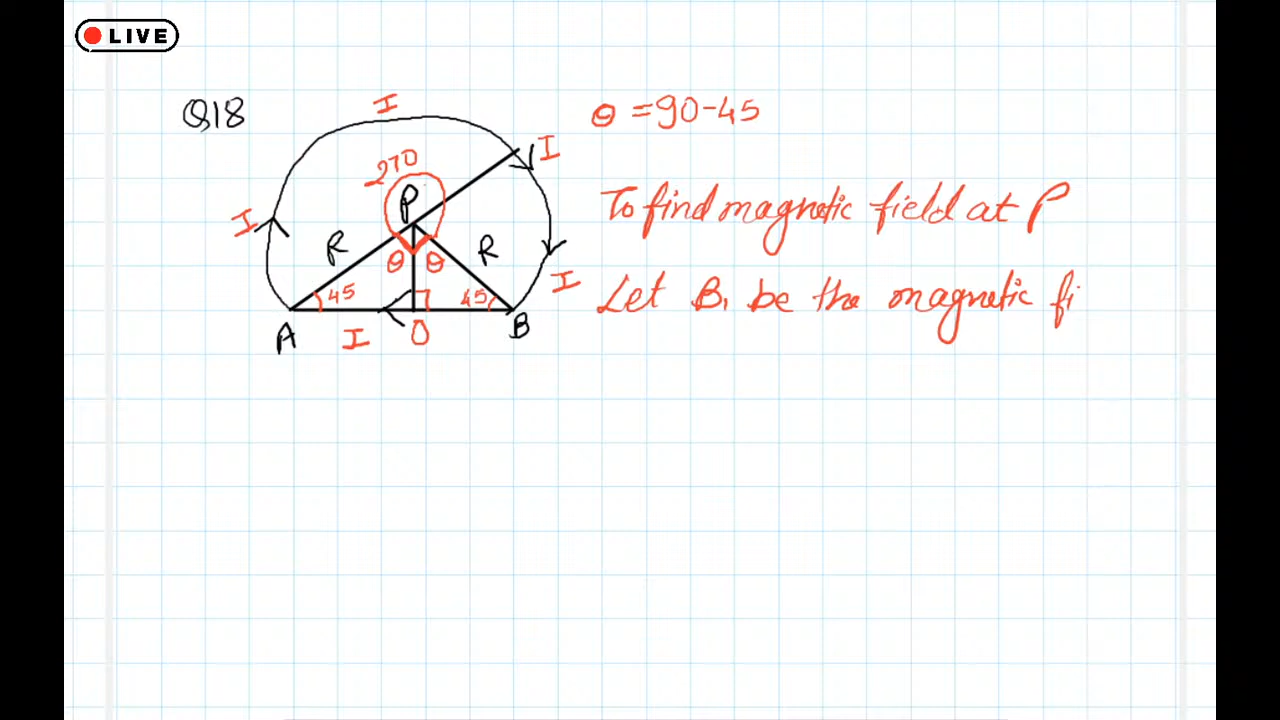 LIVE
Q18
I
θ = 90-45
I
270
P
To find magnetic field at P
I
R
R
θ
θ
I
45
45
Let B₁ be the magnetic fi
A
I
O
B